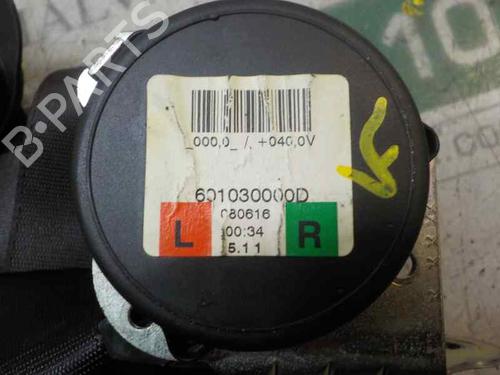 _000,0_ /, +040,0V
601030000D
080616
00:34
5.11
L
R
B-PARTS